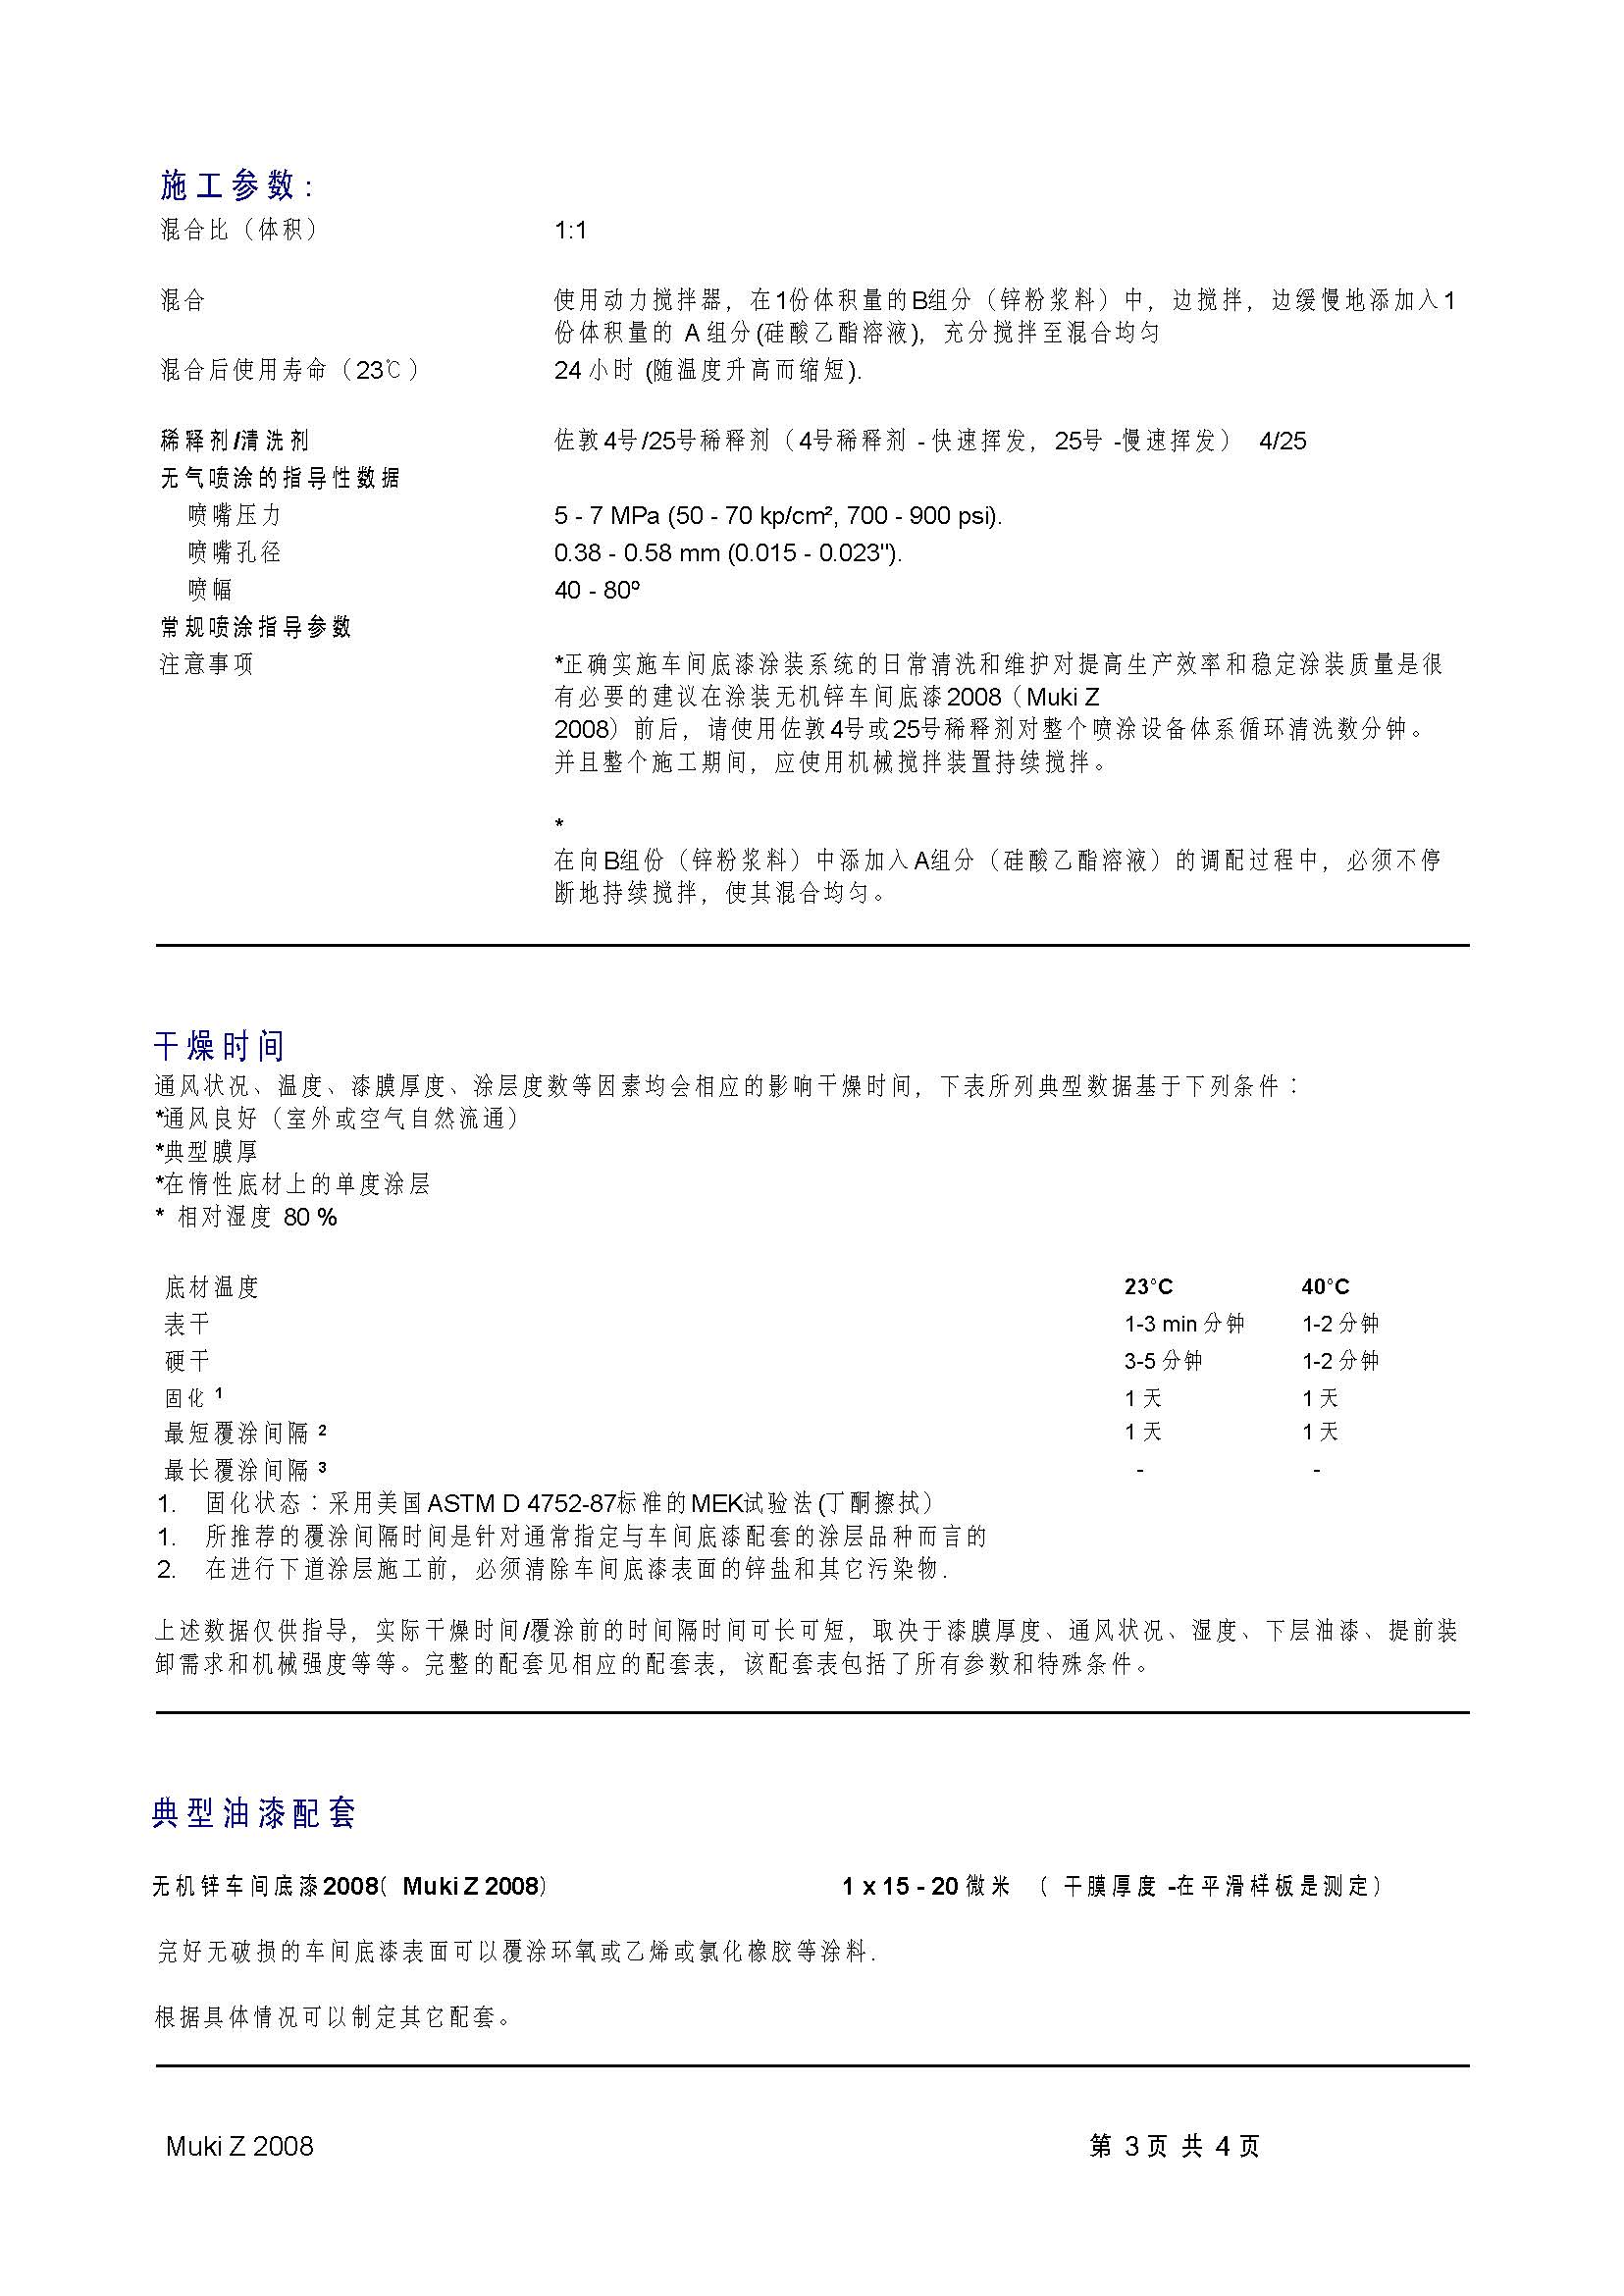 施工参数：
混合比（体积） 1:1
混合 使用动力搅拌器，在1份体积量的B组分（锌粉浆料）中，边搅拌，边缓慢地添加入1
份体积量的 A 组分(硅酸乙酯溶液)，充分搅拌至混合均匀
混合后使用寿命（23℃） 24 小时 (随温度升高而缩短).
稀释剂/清洗剂 佐敦4号/25号稀释剂（4号稀释剂 - 快速挥发，25号 -慢速挥发） 4/25
无气喷涂的指导性数据
喷嘴压力 5 - 7 MPa (50 - 70 kp/cm², 700 - 900 psi).
喷嘴孔径 0.38 - 0.58 mm (0.015 - 0.023").
喷幅 40 - 80º
常规喷涂指导参数
注意事项 *正确实施车间底漆涂装系统的日常清洗和维护对提高生产效率和稳定涂装质量是很
有必要的建议在涂装无机锌车间底漆2008（Muki Z
2008）前后，请使用佐敦4号或25号稀释剂对整个喷涂设备体系循环清洗数分钟。
并且整个施工期间，应使用机械搅拌装置持续搅拌。
*
在向B组份（锌粉浆料）中添加入A组分（硅酸乙酯溶液）的调配过程中，必须不停
断地持续搅拌，使其混合均匀。
干燥时间
通风状况、温度、漆膜厚度、涂层度数等因素均会相应的影响干燥时间，下表所列典型数据基于下列条件：
*通风良好（室外或空气自然流通）
*典型膜厚
*在惰性底材上的单度涂层
* 相对湿度 80 %
底材温度 23°C 40°C
表干 1-3 min 分钟 1-2 分钟
硬干 3-5 分钟 1-2 分钟
固化 1 1 天 1 天
最短覆涂间隔 2 1 天 1 天
最长覆涂间隔 3 - -
1. 固化状态：采用美国ASTM D 4752-87标准的MEK试验法(丁酮擦拭）
1. 所推荐的覆涂间隔时间是针对通常指定与车间底漆配套的涂层品种而言的
2. 在进行下道涂层施工前，必须清除车间底漆表面的锌盐和其它污染物.
上述数据仅供指导，实际干燥时间/覆涂前的时间隔时间可长可短，取决于漆膜厚度、通风状况、湿度、下层油漆、提前装
卸需求和机械强度等等。完整的配套见相应的配套表，该配套表包括了所有参数和特殊条件。
典型油漆配套
无机锌车间底漆2008（ Muki Z 2008） 1 x 15 - 20 微米 （ 干膜厚度 -在平滑样板是测定）
完好无破损的车间底漆表面可以覆涂环氧或乙烯或氯化橡胶等涂料.
根据具体情况可以制定其它配套。
Muki Z 2008 第 3 页 共 4 页